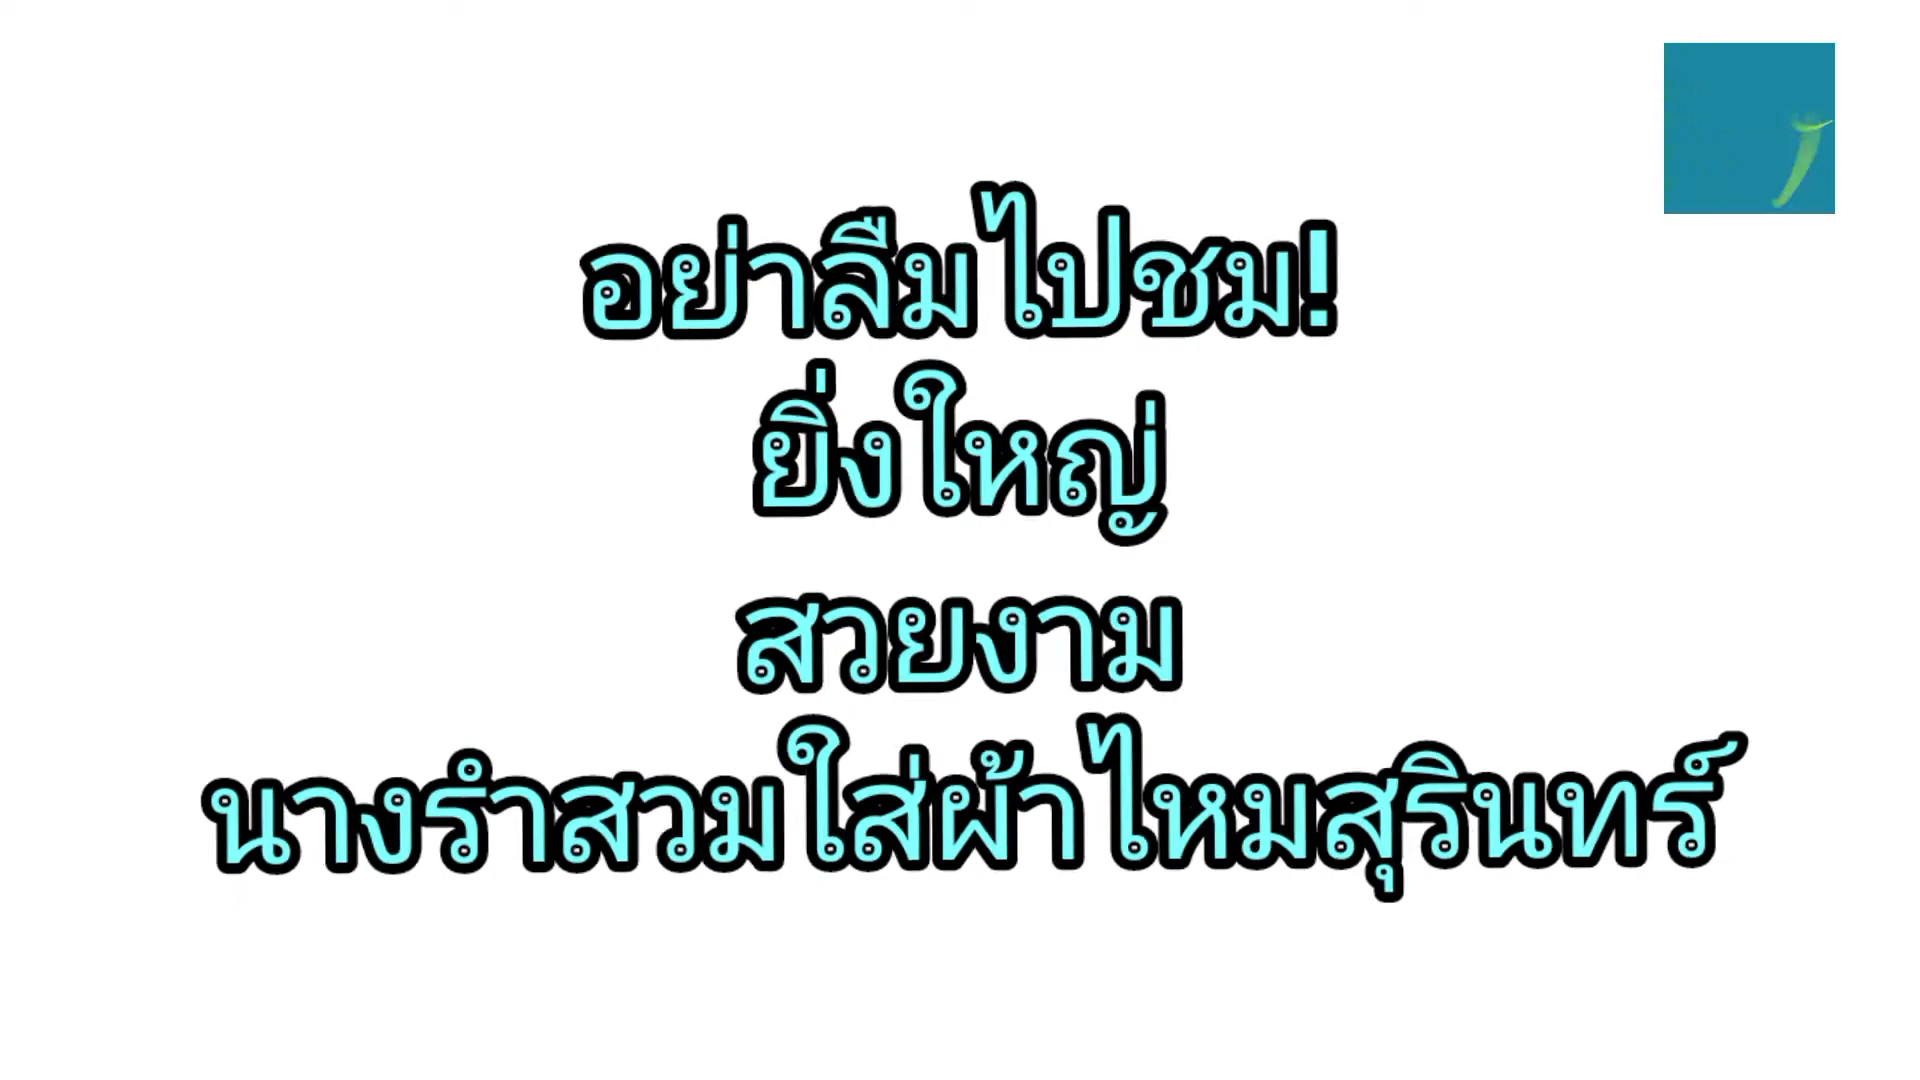 อย่าลืมไปชม!
ยิ่งใหญ่
สวยงาม
นางรำสวมใส่ผ้าไหมสุรินทร์